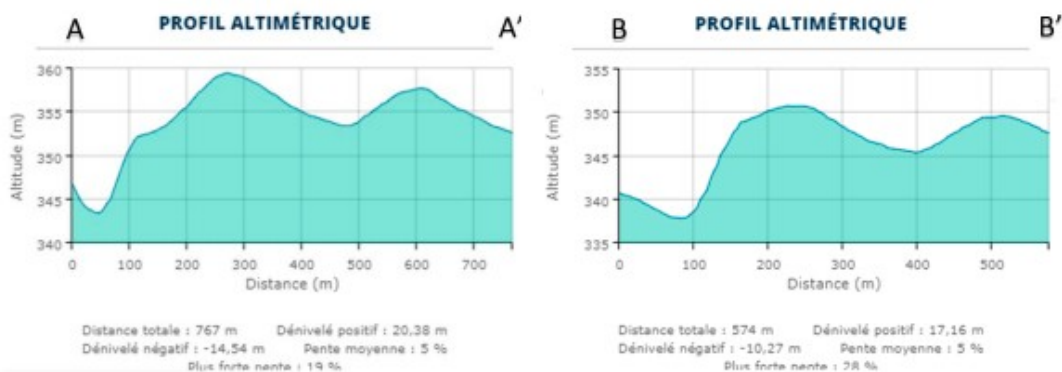 A PROFIL ALTIMÉTRIQUE A’
Altitude (m)
360
355
350
345
340
0 100 200 300 400 500 600 700
Distance (m)
Distance totale : 767 m Dénivelé positif : 20,38 m
Dénivelé négatif : -14,54 m Pente moyenne : 5 %
Plus forte pente : 19 %
B PROFIL ALTIMÉTRIQUE B’
Altitude (m)
355
350
345
340
335
0 100 200 300 400 500
Distance (m)
Distance totale : 574 m Dénivelé positif : 17,16 m
Dénivelé négatif : -10,27 m Pente moyenne : 5 %
Plus forte pente : 28 %